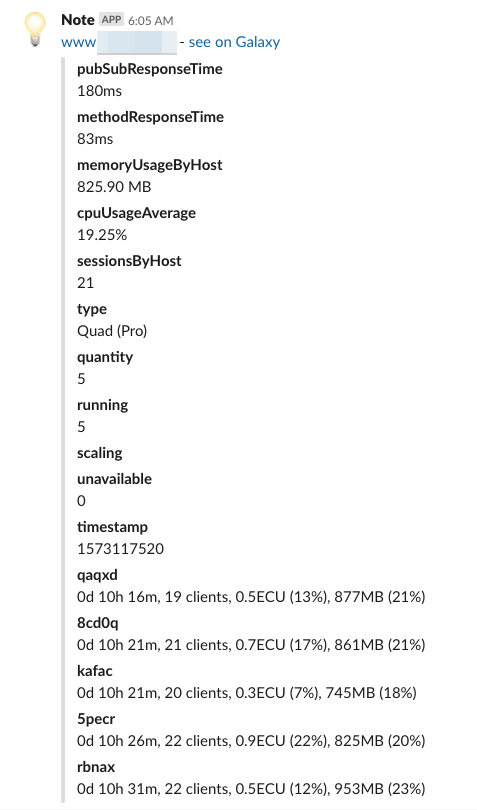 Note APP 6:05 AM
www - see on Galaxy
pubSubResponseTime
180ms
methodResponseTime
83ms
memoryUsageByHost
825.90 MB
cpuUsageAverage
19.25%
sessionsByHost
21
type
Quad (Pro)
quantity
5
running
5
scaling
unavailable
0
timestamp
1573117520
qaqxd
0d 10h 16m, 19 clients, 0.5ECU (13%), 877MB (21%)
8cd0q
0d 10h 21m, 21 clients, 0.7ECU (17%), 861MB (21%)
kafac
0d 10h 21m, 20 clients, 0.3ECU (7%), 745MB (18%)
5pecr
0d 10h 26m, 22 clients, 0.9ECU (22%), 825MB (20%)
rbnax
0d 10h 31m, 22 clients, 0.5ECU (12%), 953MB (23%)